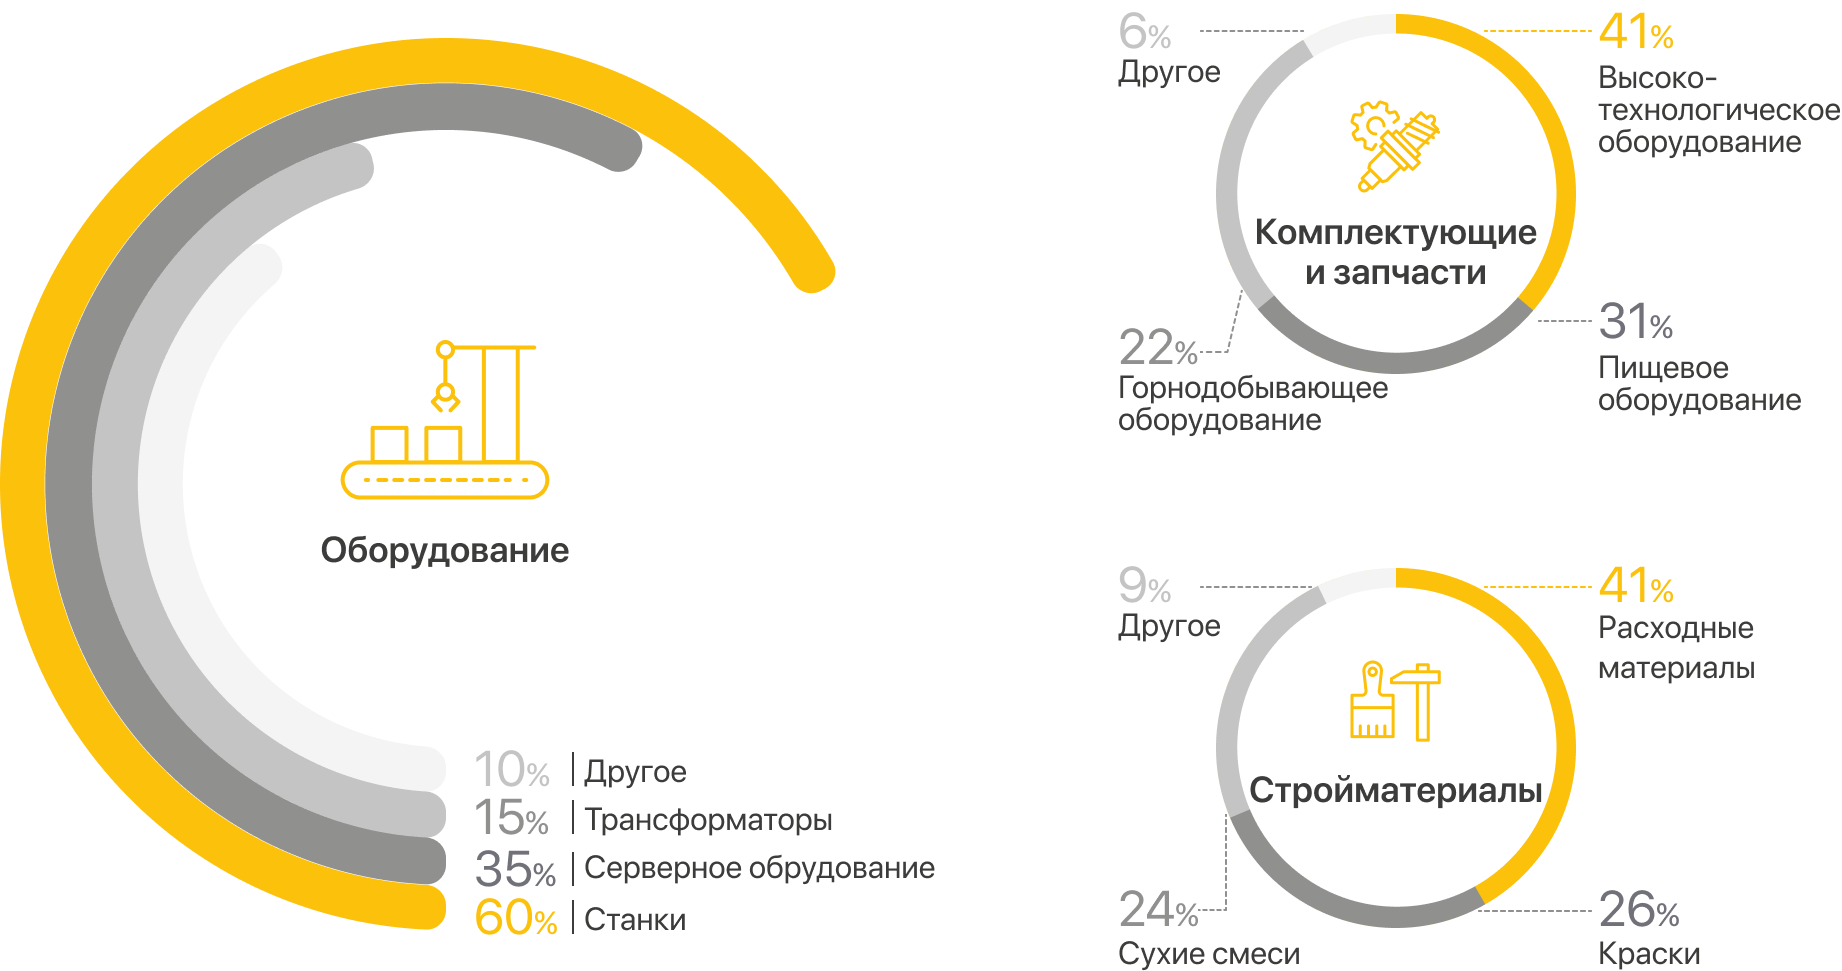 Оборудование
10% Другое
15% Трансформаторы
35% Серверное обрудование
60% Станки
6%
Другое
41%
Высоко-
технологическое
оборудование
Комплектующие
и запчасти
22%
Горнодобывающее
оборудование
31%
Пищевое
оборудование
9%
Другое
41%
Расходные
материалы
Стройматериалы
24%
Сухие смеси
26%
Краски